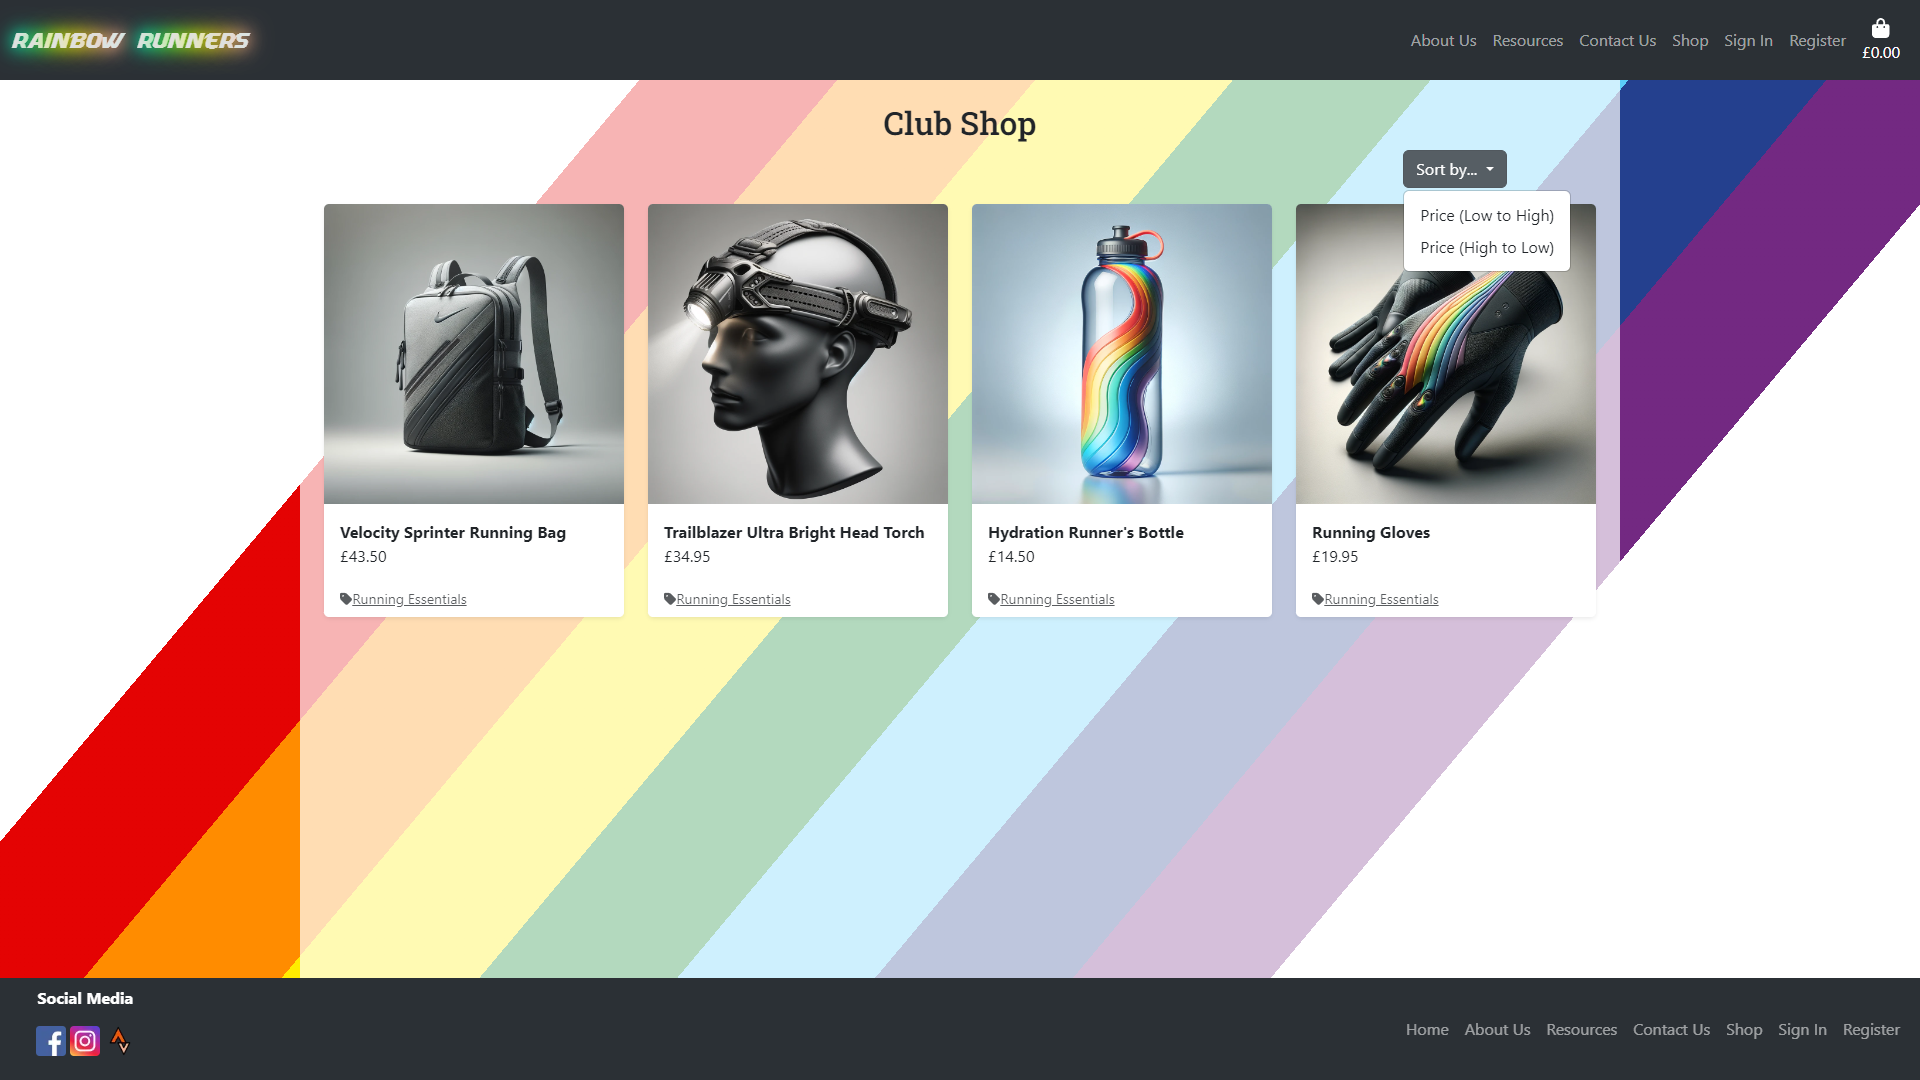 RAINBOW RUNNERS
About Us Resources Contact Us Shop Sign In Register £0.00
Club Shop
Sort by...
Price (Low to High)
Price (High to Low)
Velocity Sprinter Running Bag
£43.50
Running Essentials
Trailblazer Ultra Bright Head Torch
£34.95
Running Essentials
Hydration Runner's Bottle
£14.50
Running Essentials
Running Gloves
£19.95
Running Essentials
Social Media
Home About Us Resources Contact Us Shop Sign In Register